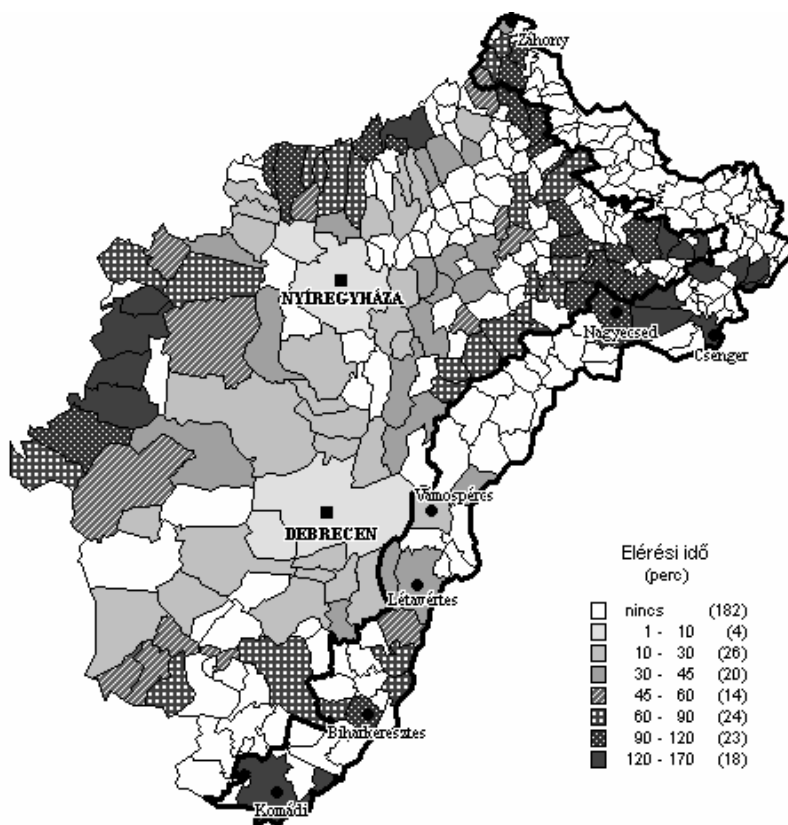 Záhony
NYÍREGYHÁZA
Nagyecsed
Csenger
Vámospércs
DEBRECEN
Létavértes
Biharkeresztes
Komádi
Elérési idő
(perc)
nincs (182)
1 - 10 (4)
10 - 30 (26)
30 - 45 (20)
45 - 60 (14)
60 - 90 (24)
90 - 120 (23)
120 - 170 (18)